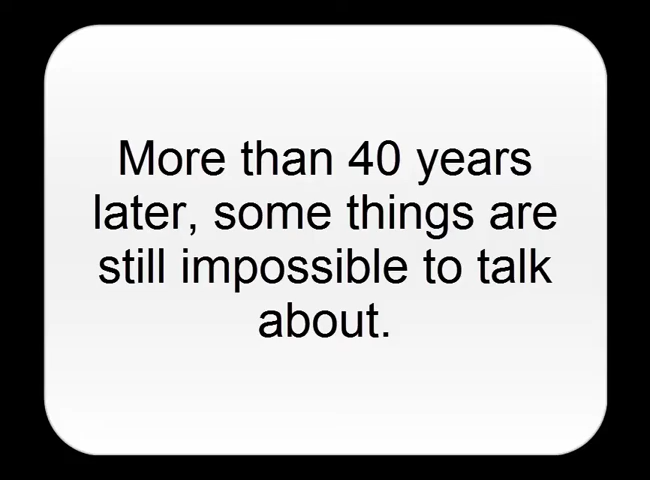 More than 40 years
later, some things are
still impossible to talk
about.